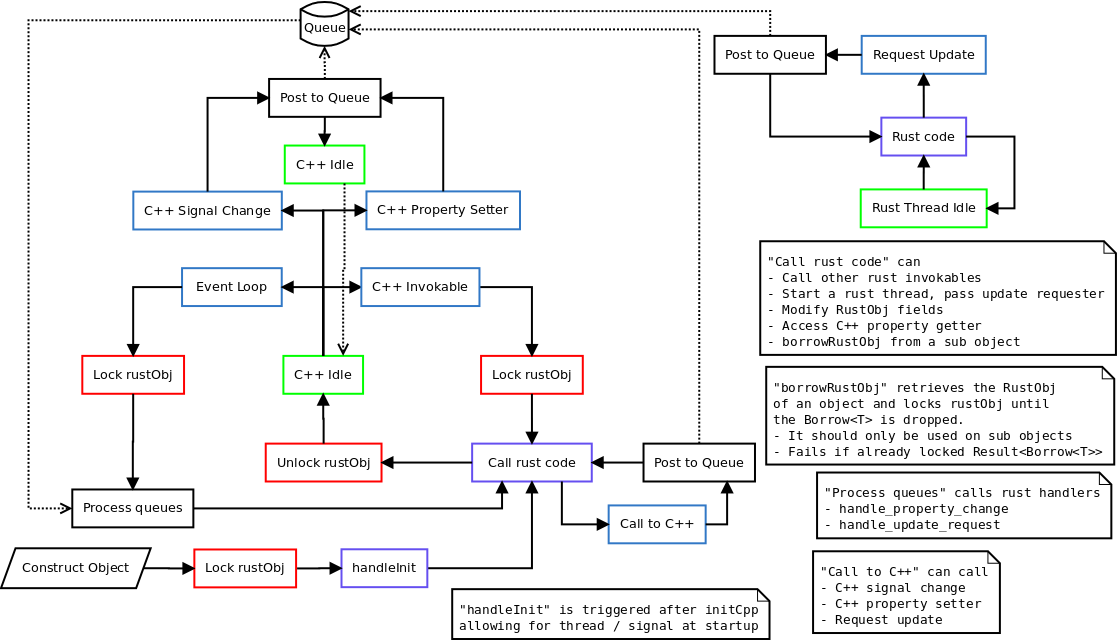 Queue
Post to Queue
Request Update
Post to Queue
Rust code
C++ Idle
Rust Thread Idle
C++ Signal Change
C++ Property Setter
Event Loop
C++ Invokable
"Call rust code" can
- Call other rust invokables
- Start a rust thread, pass update requester
- Modify RustObj fields
- Access C++ property getter
- borrowRustObj from a sub object
Lock rustObj
C++ Idle
Lock rustObj
"borrowRustObj" retrieves the RustObj
of an object and locks rustObj until
the Borrow<T> is dropped.
- It should only be used on sub objects
- Fails if already locked Result<Borrow<T>>
Unlock rustObj
Call rust code
Post to Queue
Process queues
Call to C++
"Process queues" calls rust handlers
- handle_property_change
- handle_update_request
Construct Object
Lock rustObj
handleInit
"Call to C++" can call
- C++ signal change
- C++ property setter
- Request update
"handleInit" is triggered after initCpp
allowing for thread / signal at startup